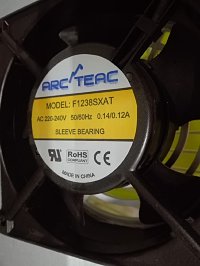 ARC TEAC
MODEL: F1238SXAT
AC 220-240V 50/60Hz 0.14/0.12A
SLEEVE BEARING
RoHS
COMPLIANT
MADE IN CHINA